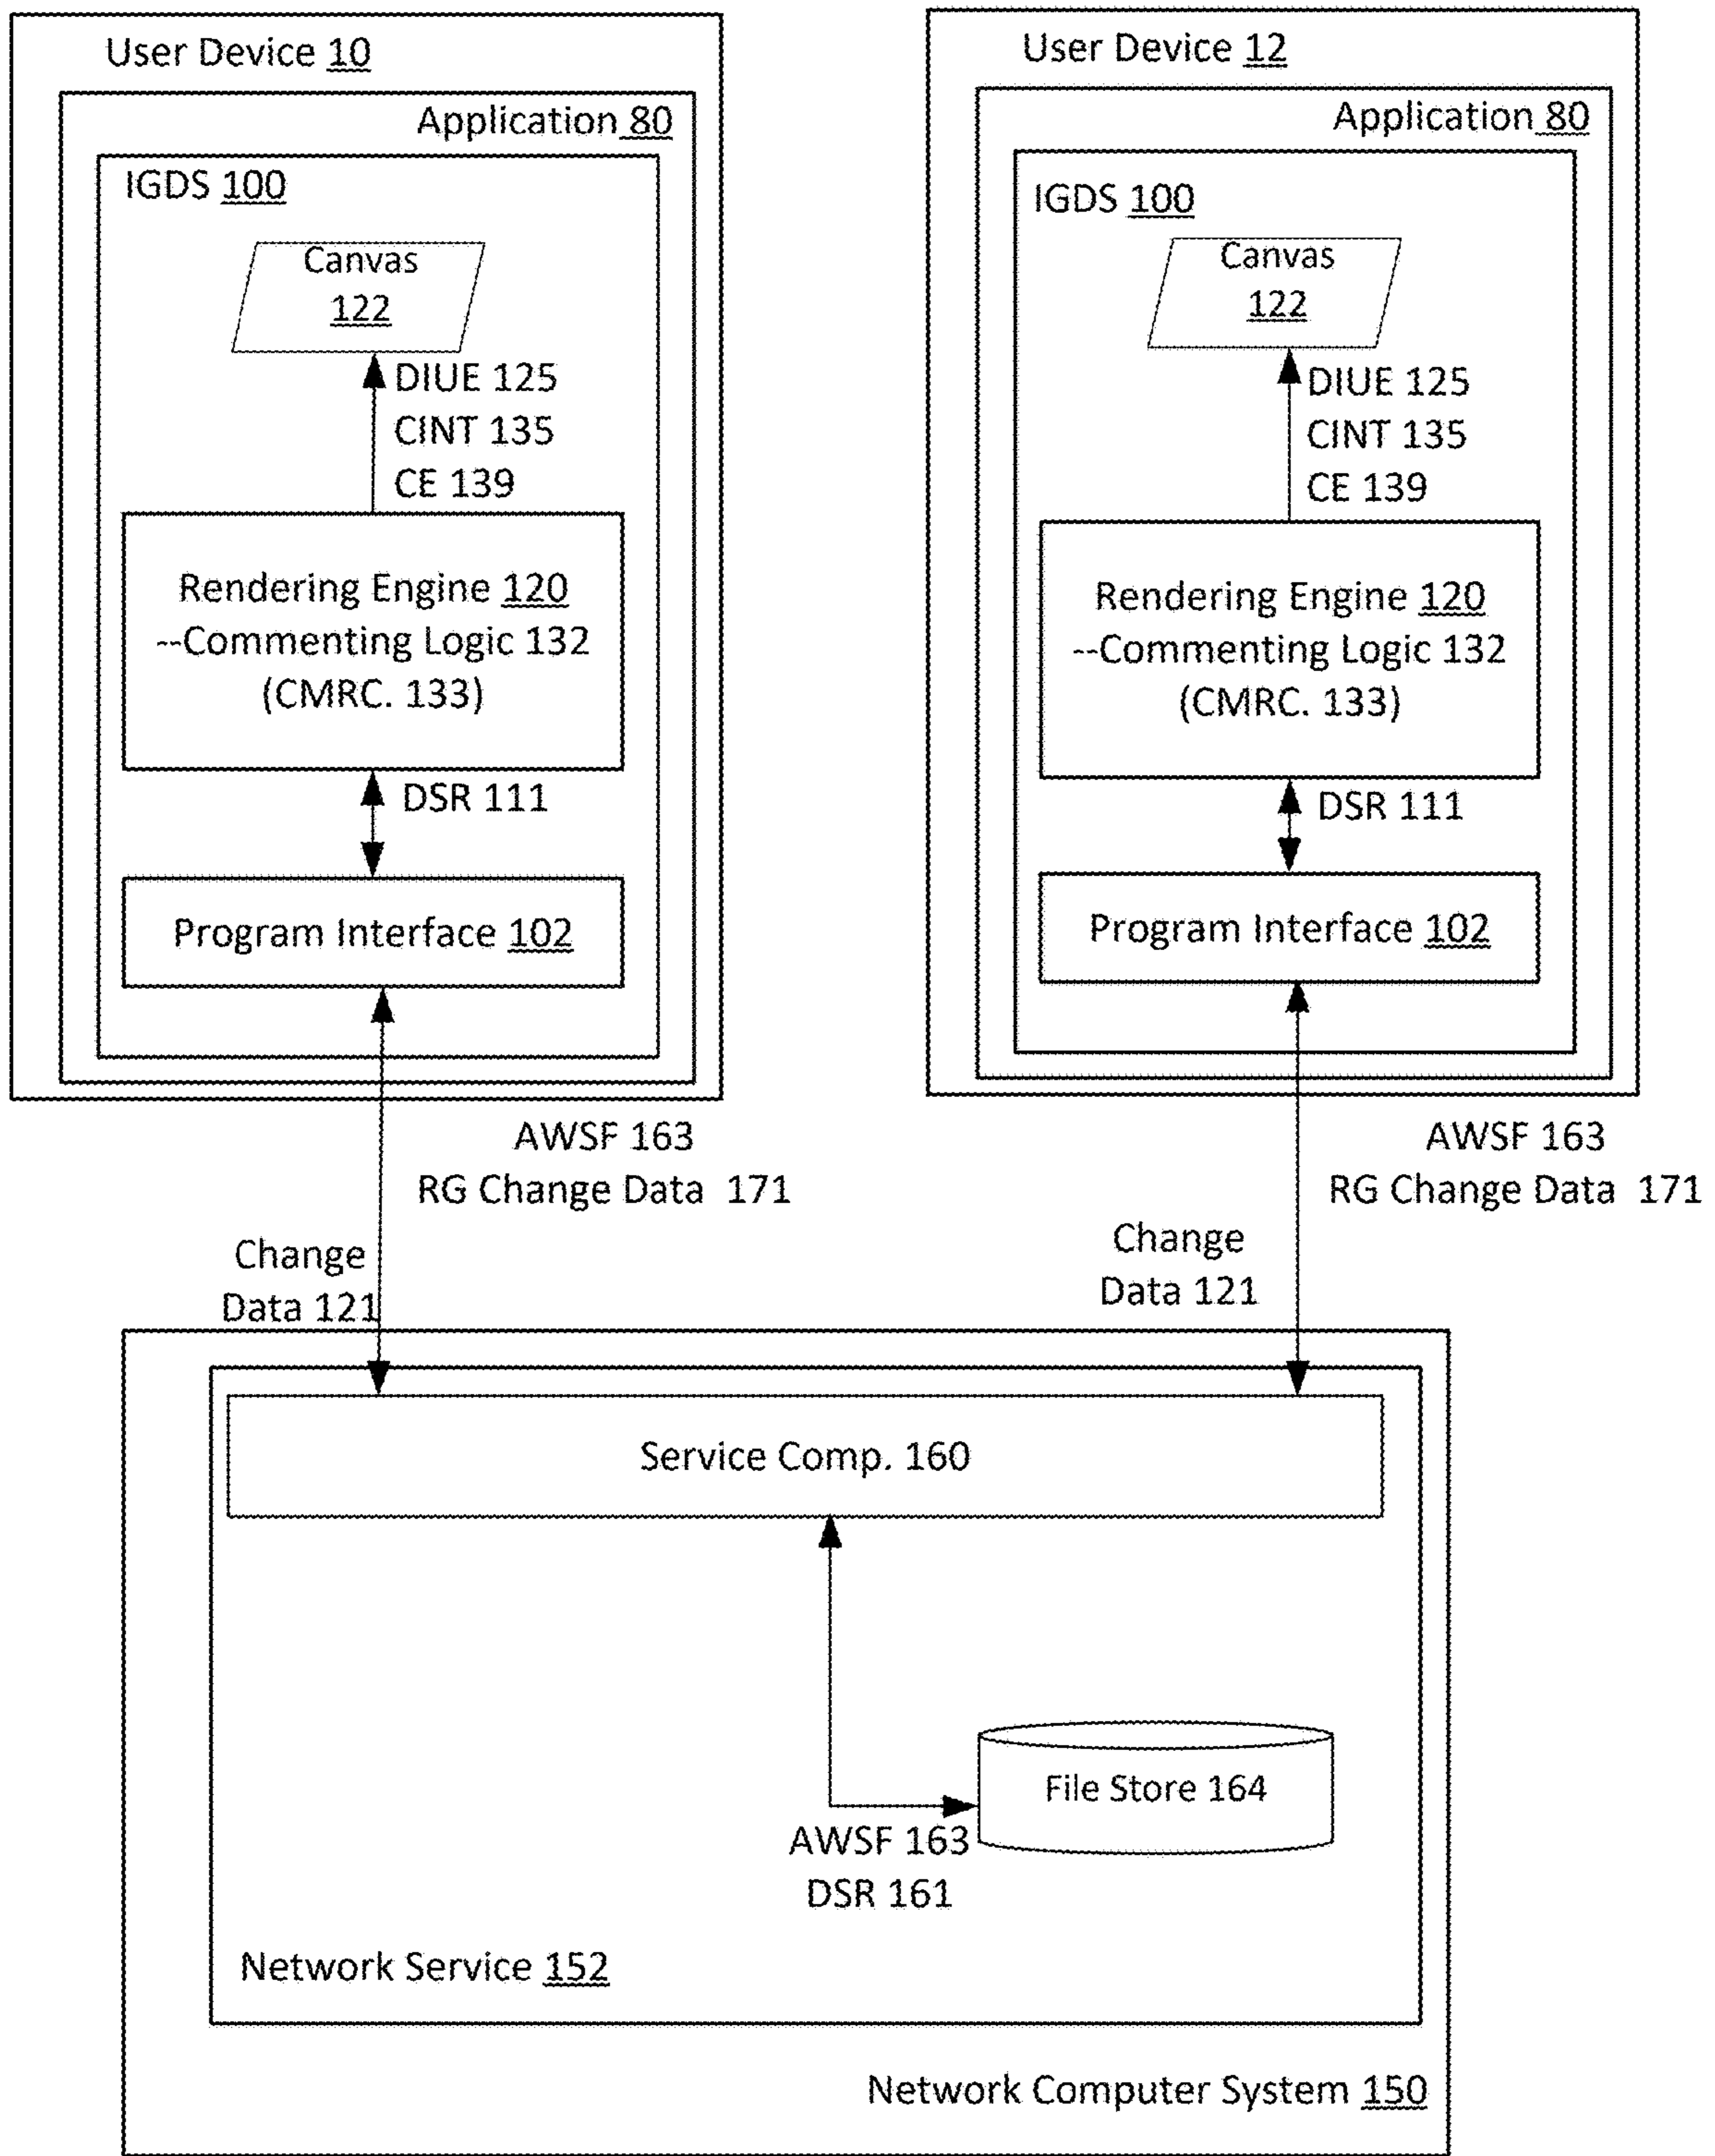 User Device 10
Application 80
IGDS 100
Canvas
122
DIUE 125
CINT 135
CE 139
Rendering Engine 120
--Commenting Logic 132
(CMRC. 133)
DSR 111
Program Interface 102
User Device 12
Application 80
IGDS 100
Canvas
122
DIUE 125
CINT 135
CE 139
Rendering Engine 120
--Commenting Logic 132
(CMRC. 133)
DSR 111
Program Interface 102
AWSF 163
RG Change Data 171
Change
Data 121
AWSF 163
RG Change Data 171
Change
Data 121
Service Comp. 160
File Store 164
AWSF 163
DSR 161
Network Service 152
Network Computer System 150